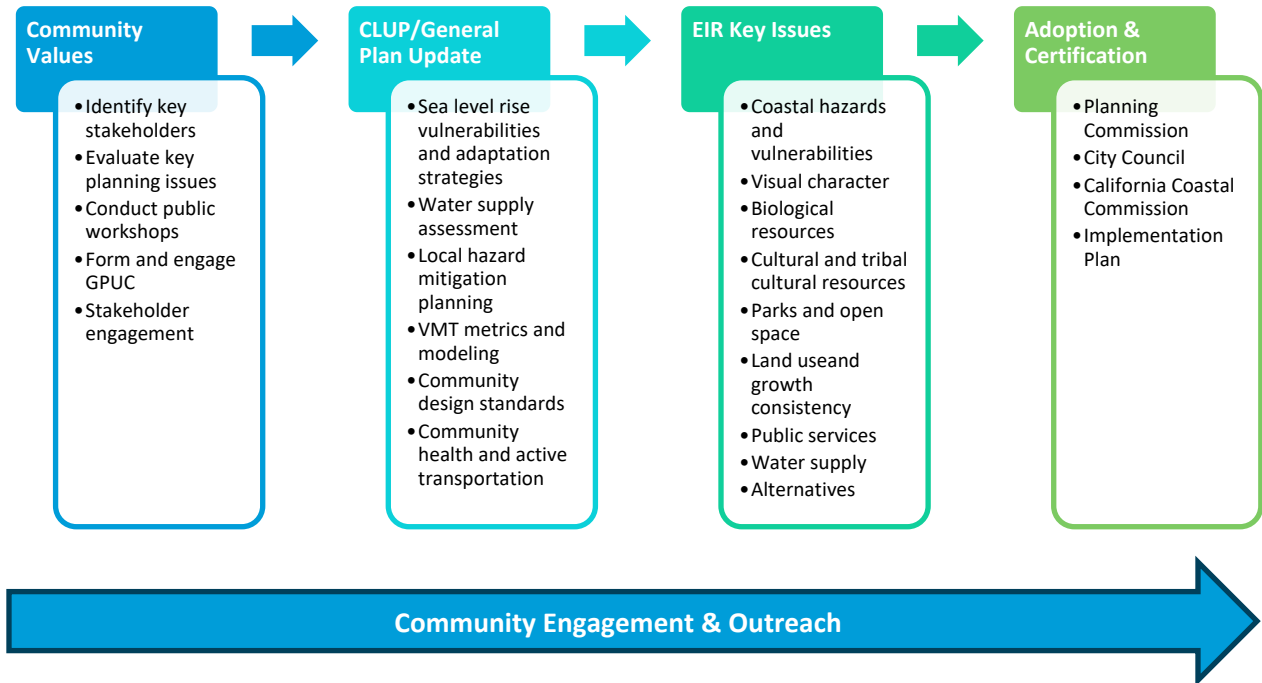 Community
Values
•Identify key
stakeholders
•Evaluate key
planning issues
•Conduct public
workshops
•Form and engage
GPUC
•Stakeholder
engagement
CLUP/General
Plan Update
•Sea level rise
vulnerabilities
and adaptation
strategies
•Water supply
assessment
•Local hazard
mitigation
planning
•VMT metrics and
modeling
•Community
design standards
•Community
health and active
transportation
EIR Key Issues
•Coastal hazards
and
vulnerabilities
•Visual character
•Biological
resources
•Cultural and tribal
cultural resources
•Parks and open
space
•Land useand
growth
consistency
•Public services
•Water supply
•Alternatives
Adoption &
Certification
•Planning
Commission
•City Council
•California Coastal
Commission
•Implementation
Plan
Community Engagement & Outreach